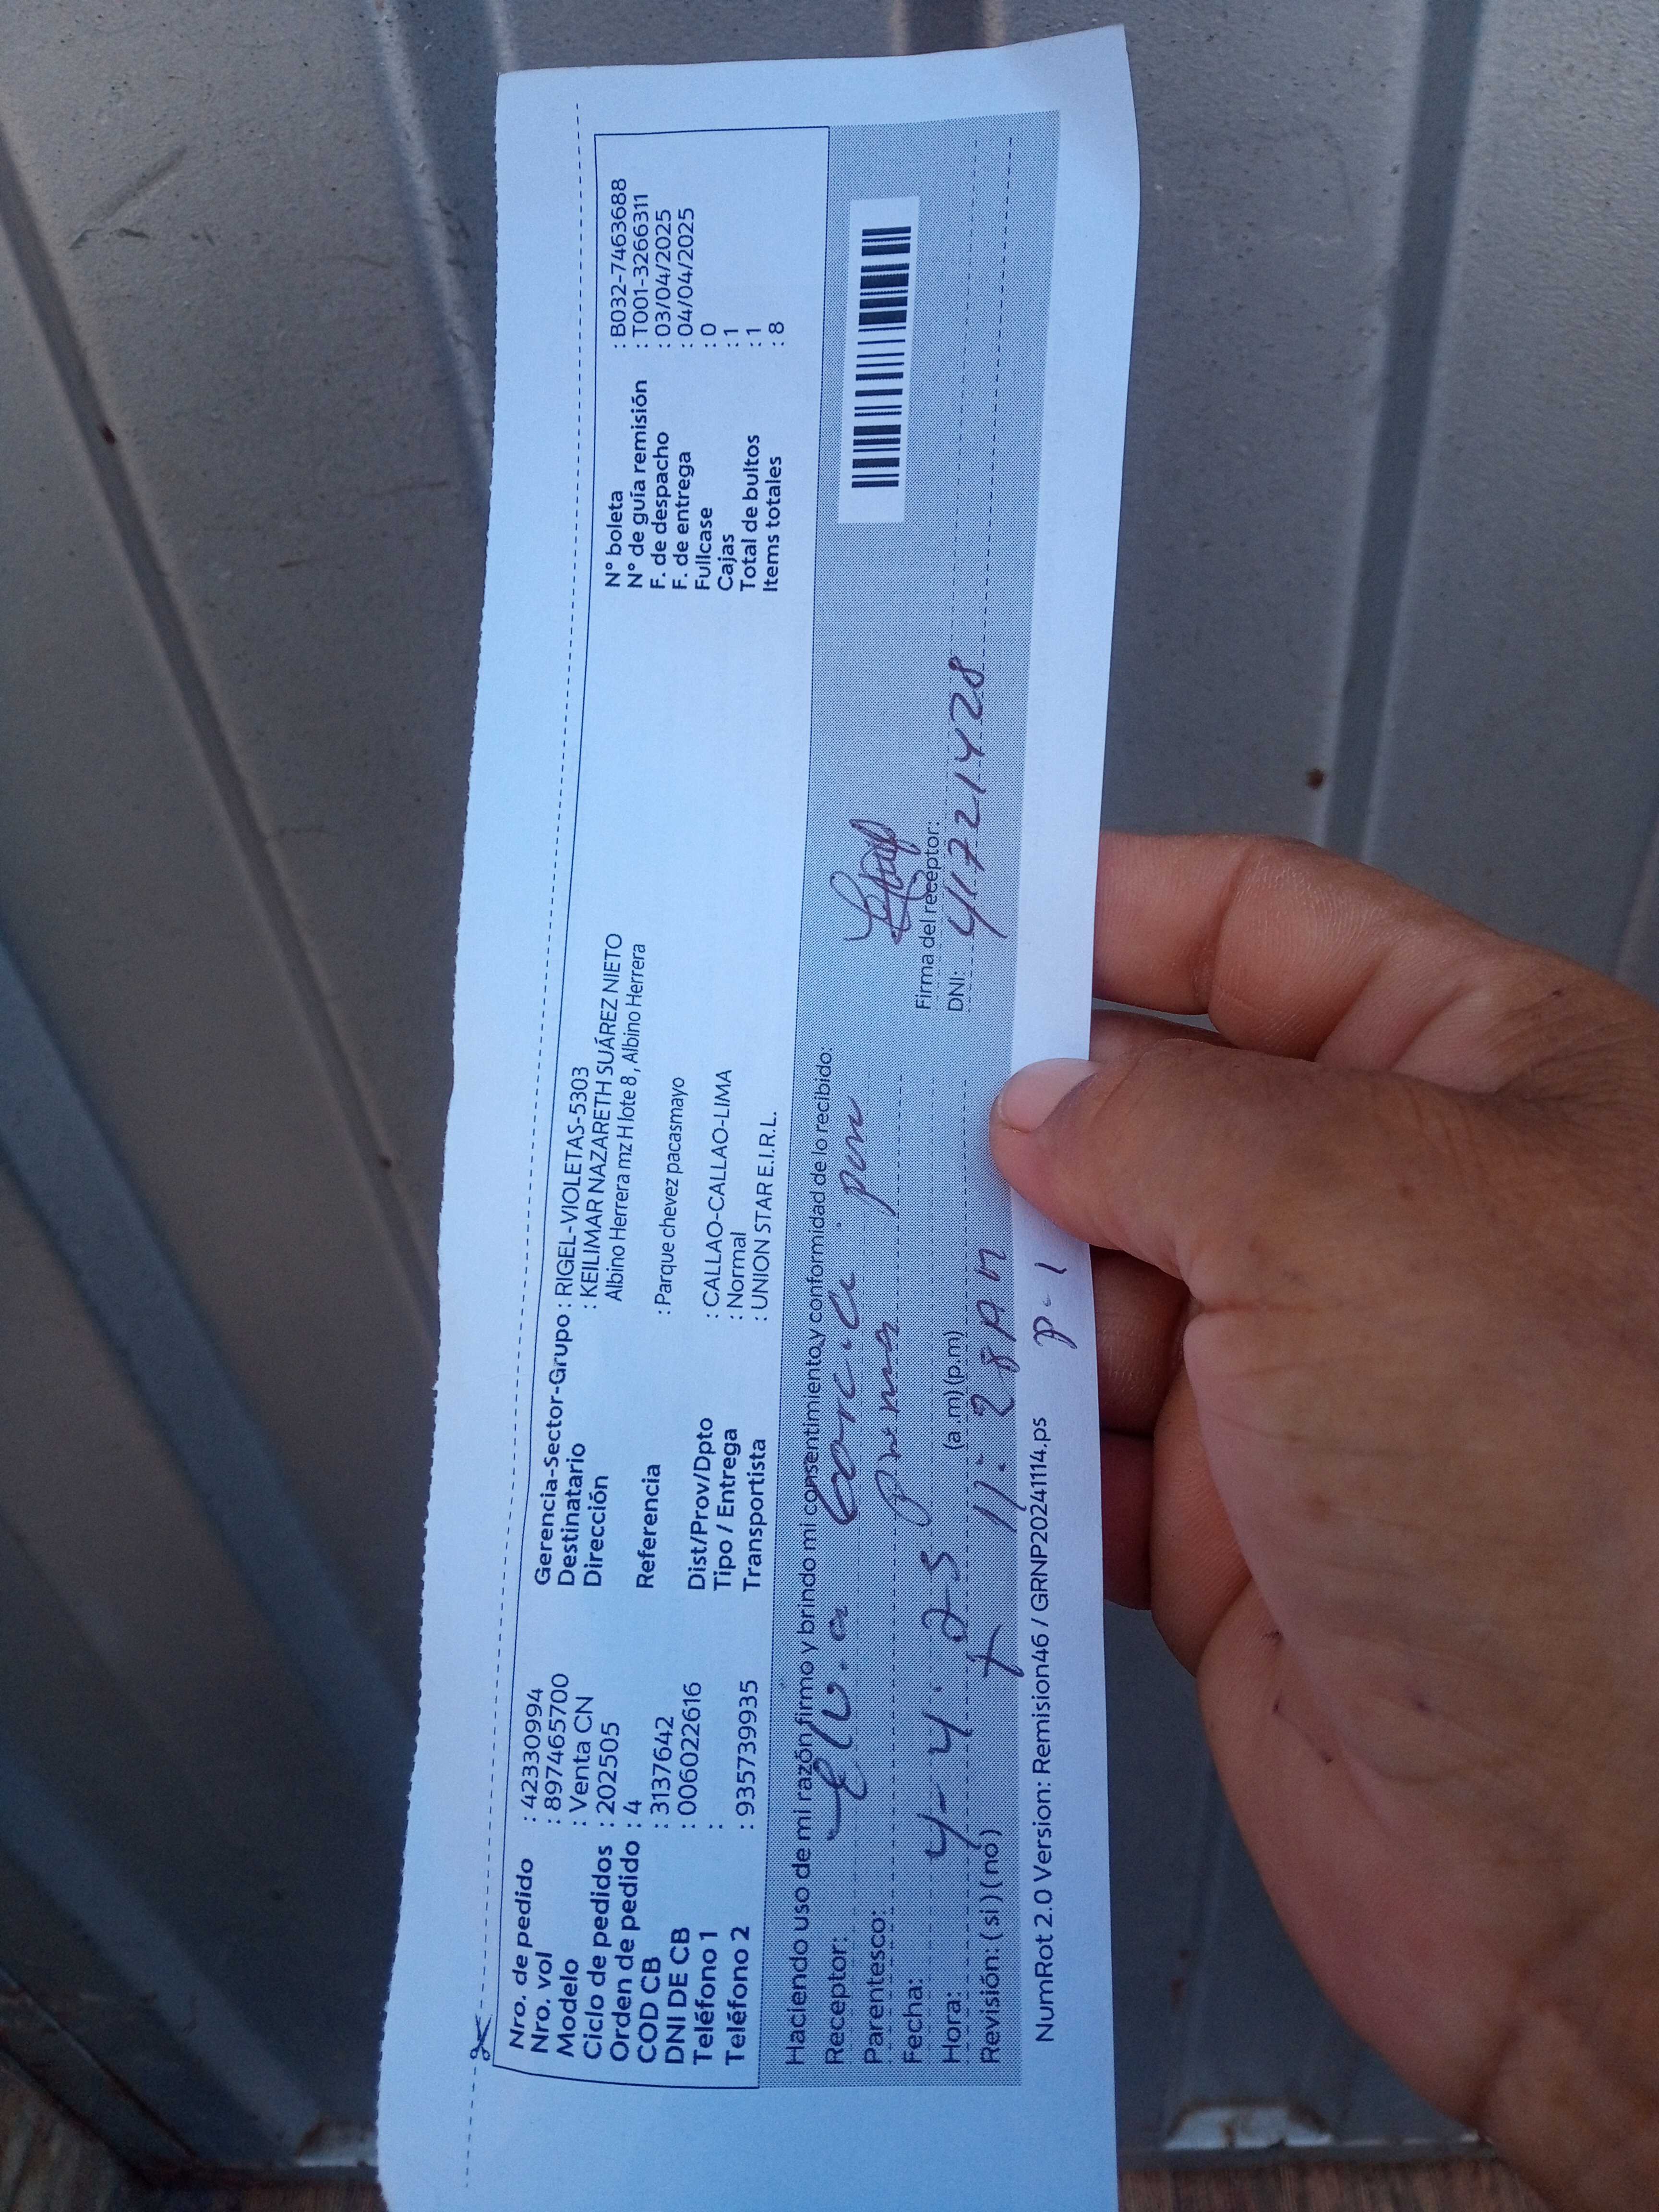 Nro. de pedido : 42330994
Nro. vol : 897465700
Modelo : Venta CN
Ciclo de pedidos : 202505
Orden de pedido : 4
COD CB : 3137642
DNI DE CB : 006022616
Teléfono 1 :
Teléfono 2 : 935739935
Gerencia-Sector-Grupo : RIGEL-VIOLETAS-5303
Destinatario : KEILIMAR NAZARETH SUÁREZ NIETO
Dirección Albino Herrera mz H lote 8 , Albino Herrera
Referencia : Parque chevez pacasmayo
Dist/Prov/Dpto : CALLAO-CALLAO-LIMA
Tipo / Entrega : Normal
Transportista : UNION STAR E.I.R.L.
N° boleta : B032-7463688
N° de guía remisión : T001-3266311
F. de despacho : 03/04/2025
F. de entrega : 04/04/2025
Fullcase : 0
Cajas : 1
Total de bultos : 1
Items totales : 8
Haciendo uso de mi razón firmo y brindo mi consentimiento y conformidad de lo recibido:
Receptor:
Parentesco: prima
Fecha: 4-4-25
Hora: (a .m) (p.m) 11:28 AM
Revisión: ( si ) ( no )
Firma del receptor:
DNI: 41721428
NumRot 2.0 Version: Remision46 / GRNP20241114.ps
P-1